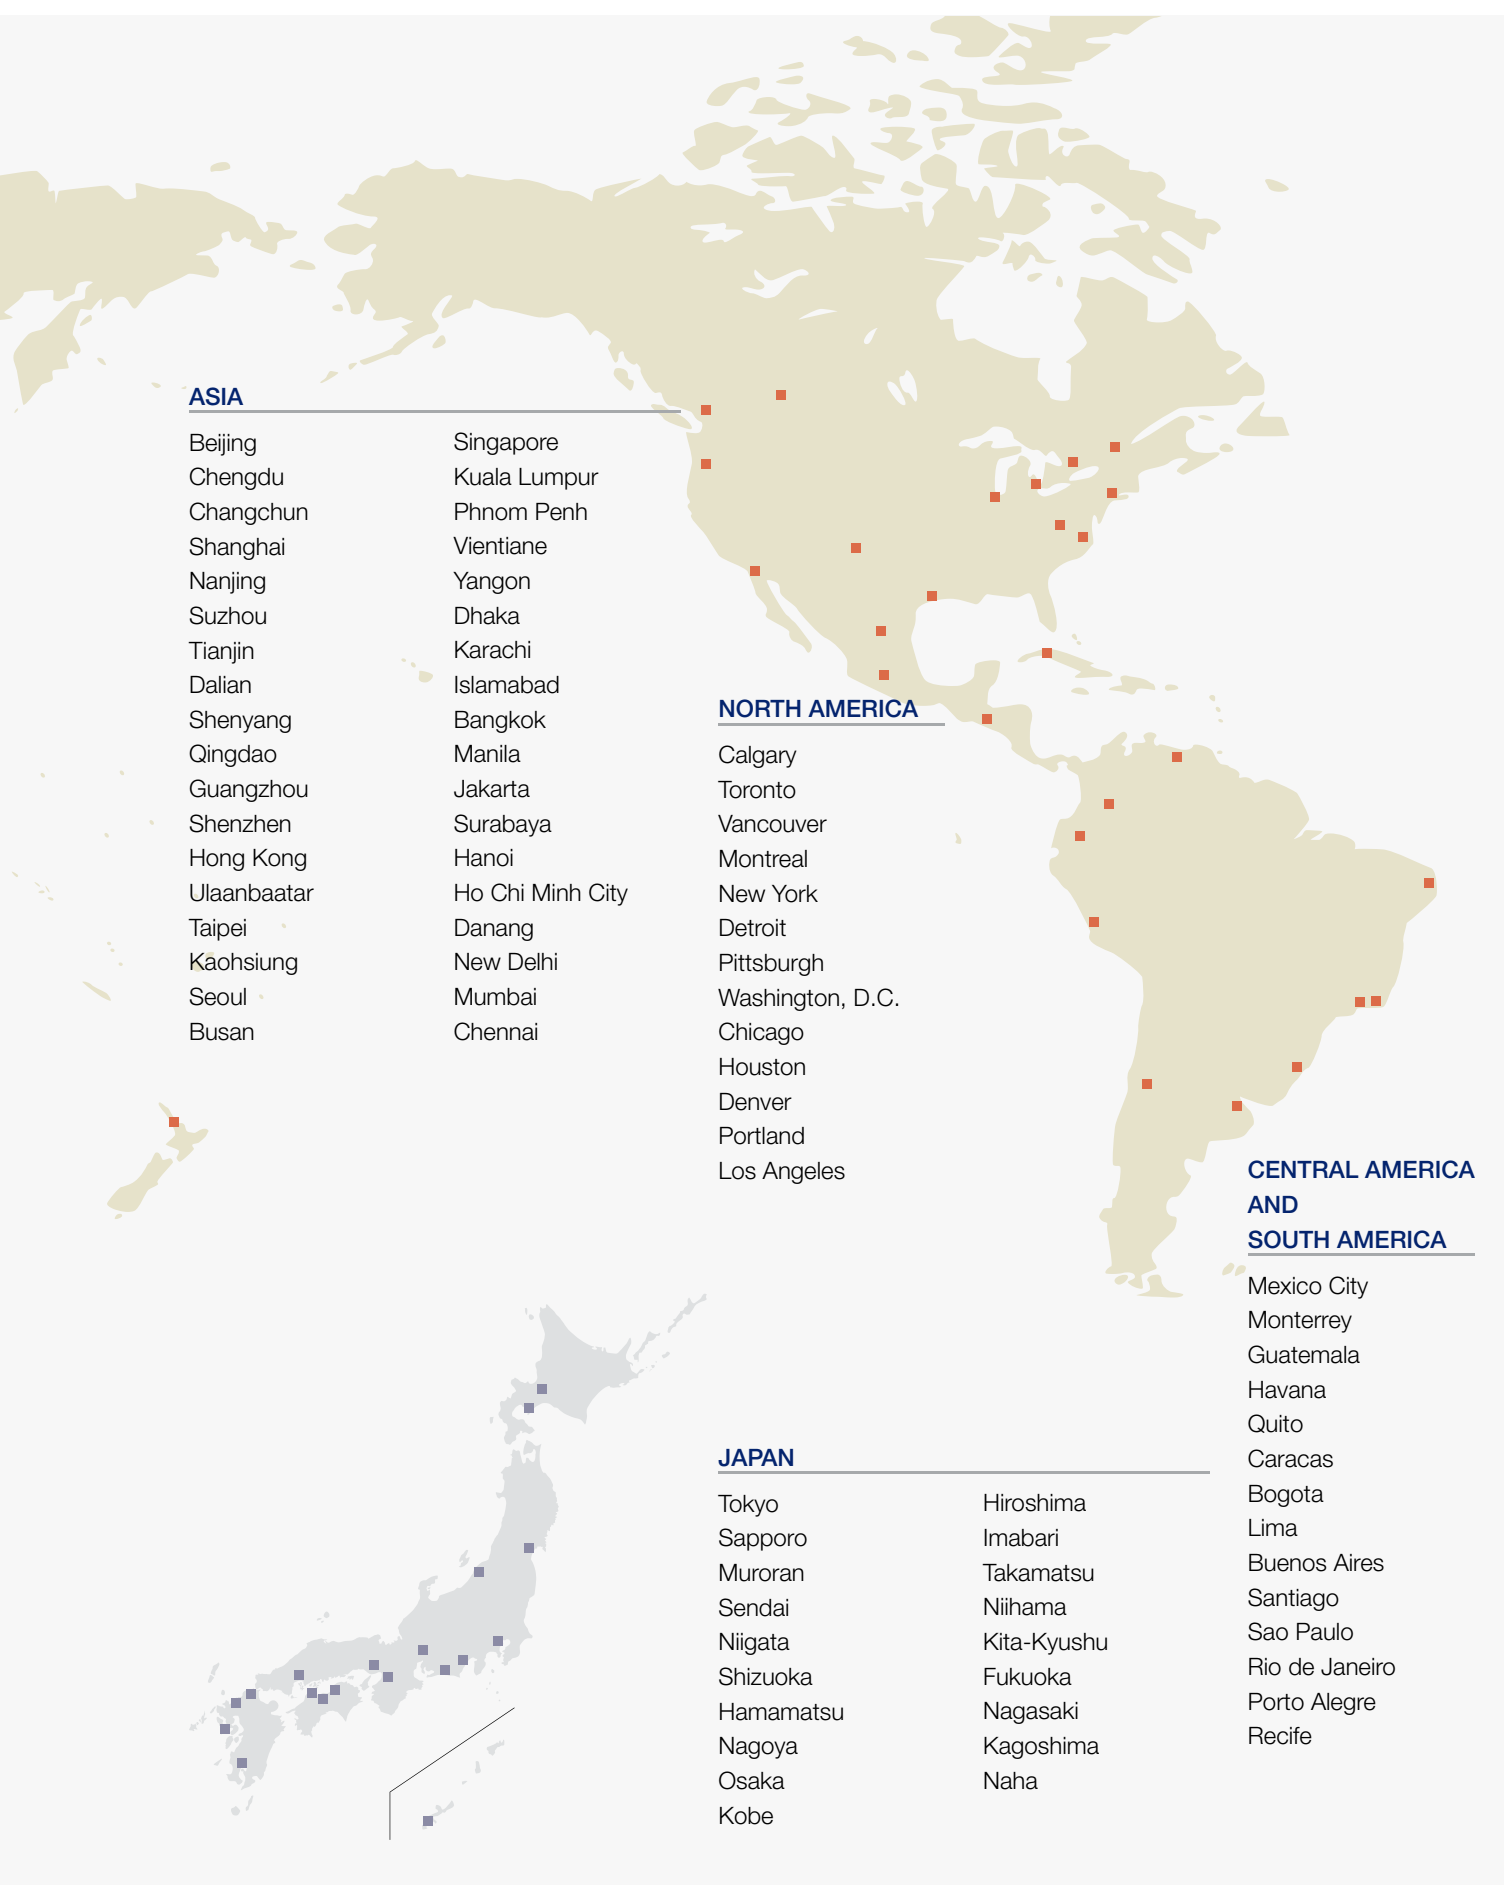 ASIA
Beijing
Chengdu
Changchun
Shanghai
Nanjing
Suzhou
Tianjin
Dalian
Shenyang
Qingdao
Guangzhou
Shenzhen
Hong Kong
Ulaanbaatar
Taipei
Kaohsiung
Seoul
Busan
Singapore
Kuala Lumpur
Phnom Penh
Vientiane
Yangon
Dhaka
Karachi
Islamabad
Bangkok
Manila
Jakarta
Surabaya
Hanoi
Ho Chi Minh City
Danang
New Delhi
Mumbai
Chennai
NORTH AMERICA
Calgary
Toronto
Vancouver
Montreal
New York
Detroit
Pittsburgh
Washington, D.C.
Chicago
Houston
Denver
Portland
Los Angeles
CENTRAL AMERICA
AND
SOUTH AMERICA
Mexico City
Monterrey
Guatemala
Havana
Quito
Caracas
Bogota
Lima
Buenos Aires
Santiago
Sao Paulo
Rio de Janeiro
Porto Alegre
Recife
JAPAN
Tokyo
Sapporo
Muroran
Sendai
Niigata
Shizuoka
Hamamatsu
Nagoya
Osaka
Kobe
Hiroshima
Imabari
Takamatsu
Niihama
Kita-Kyushu
Fukuoka
Nagasaki
Kagoshima
Naha